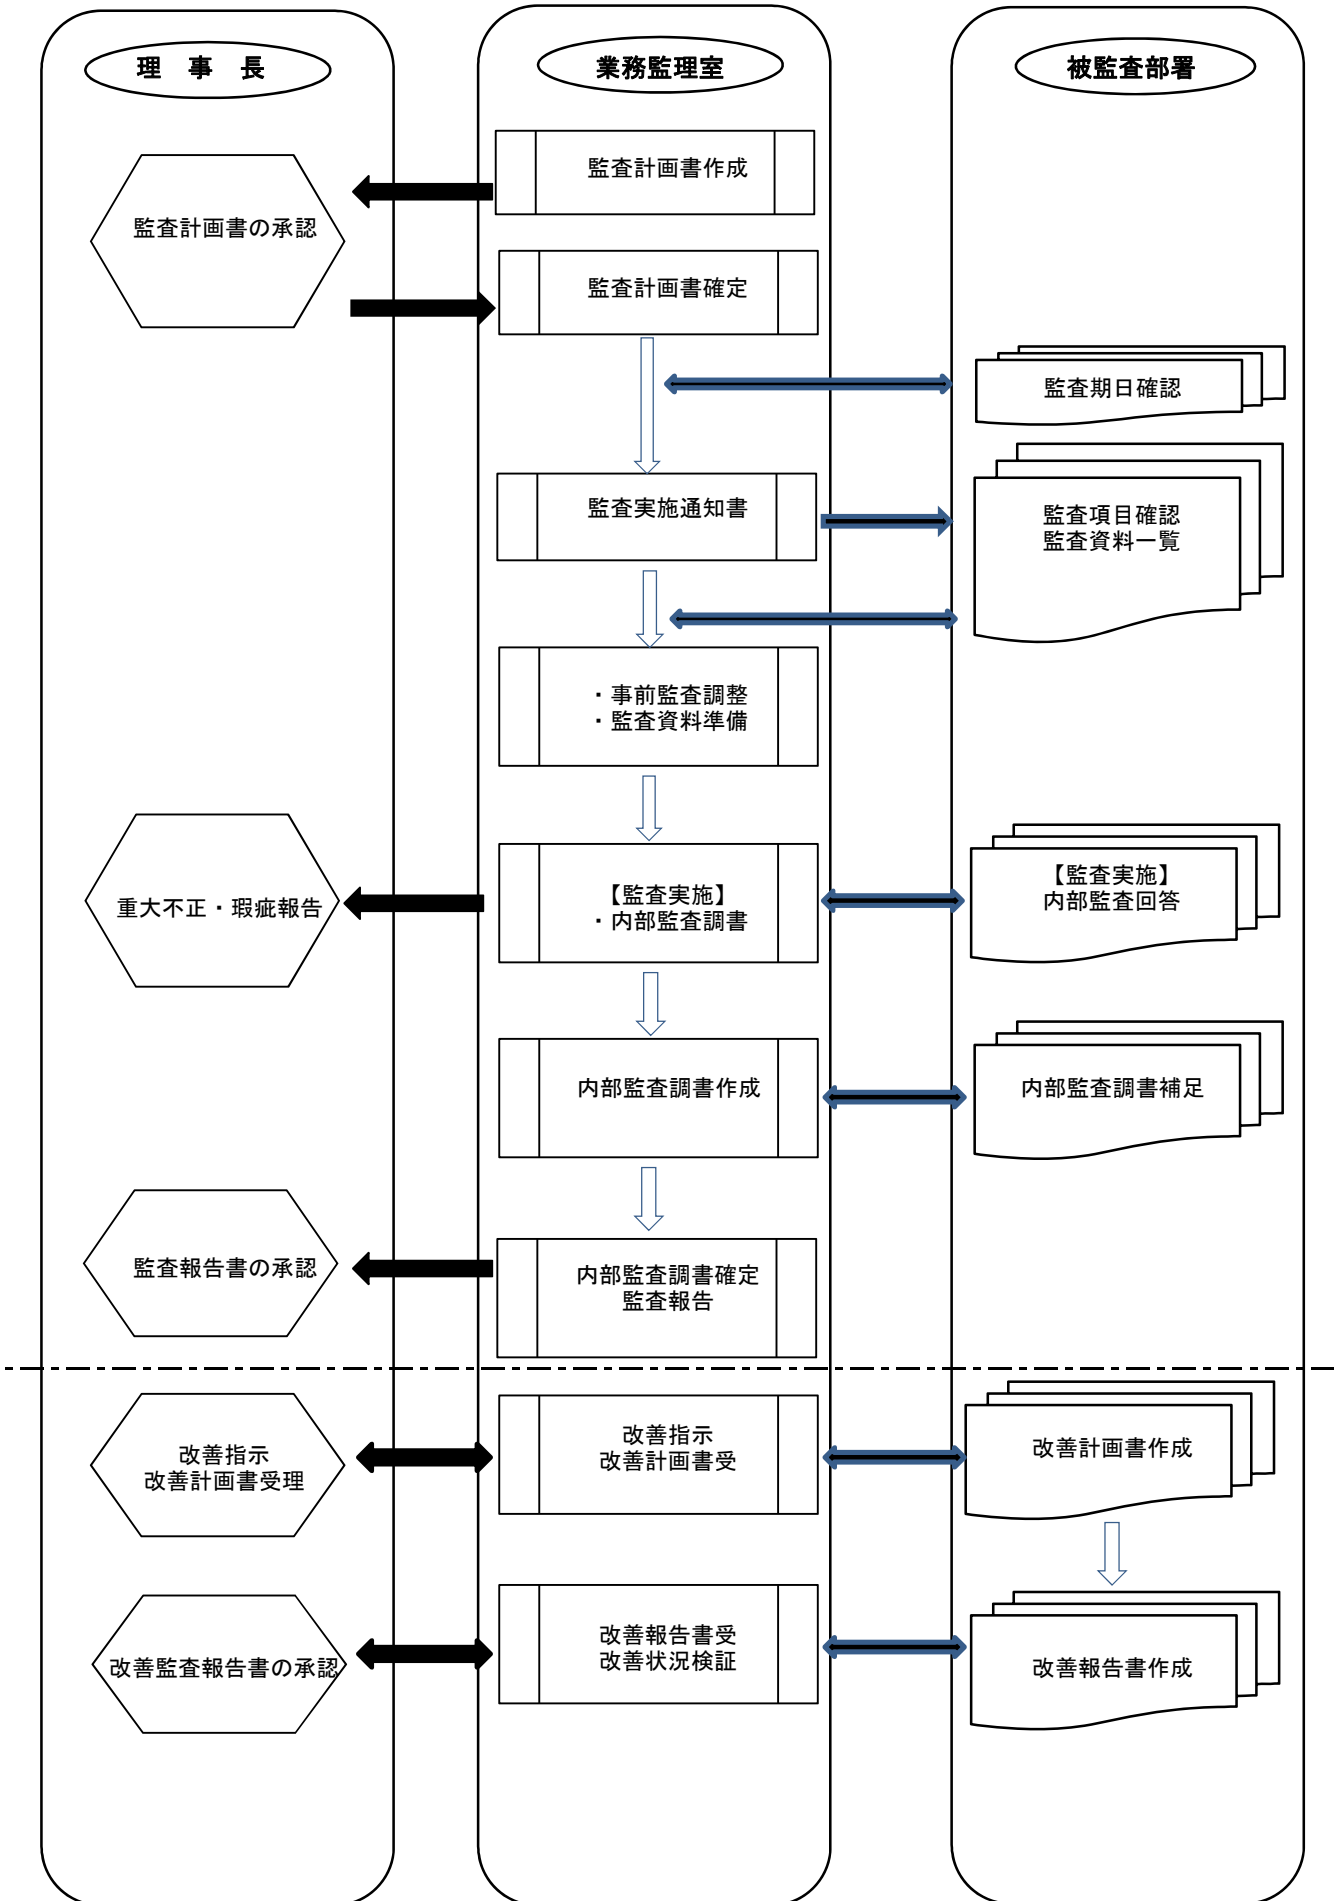 理　事　長
業務監理室
被監査部署
監査計画書作成
監査計画書の承認
監査計画書確定
監査期日確認
監査実施通知書
監査項目確認
監査資料一覧
・事前監査調整
・監査資料準備
重大不正・瑕疵報告
【監査実施】
・内部監査調書
【監査実施】
内部監査回答
内部監査調書作成
内部監査調書補足
監査報告書の承認
内部監査調書確定
監査報告
改善指示
改善計画書受理
改善指示
改善計画書受
改善計画書作成
改善監査報告書の承認
改善報告書受
改善状況検証
改善報告書作成